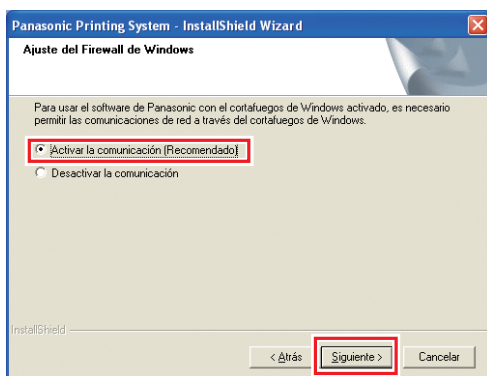 Panasonic Printing System - InstallShield Wizard
Ajuste del Firewall de Windows
Para usar el software de Panasonic con el cortafuegos de Windows activado, es necesario
permitir las comunicaciones de red a través del cortafuegos de Windows.
Activar la comunicación (Recomendado)
Desactivar la comunicación
InstallShield
< Atrás
Siguiente >
Cancelar